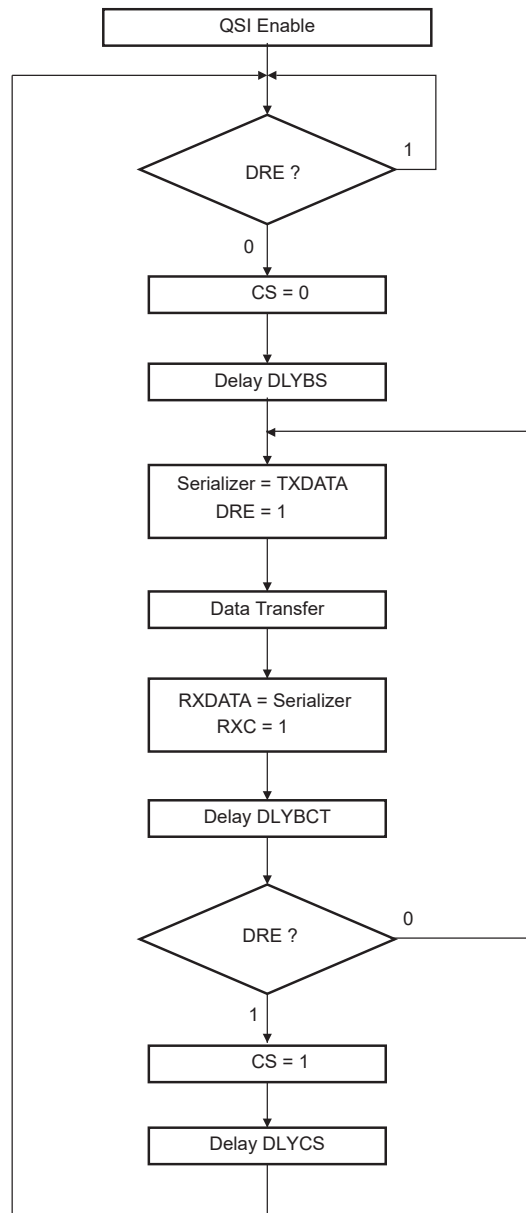 QSI Enable
DRE ?
1
0
CS = 0
Delay DLYBS
Serializer = TXDATA
DRE = 1
Data Transfer
RXDATA = Serializer
RXC = 1
Delay DLYBCT
DRE ?
0
1
CS = 1
Delay DLYCS